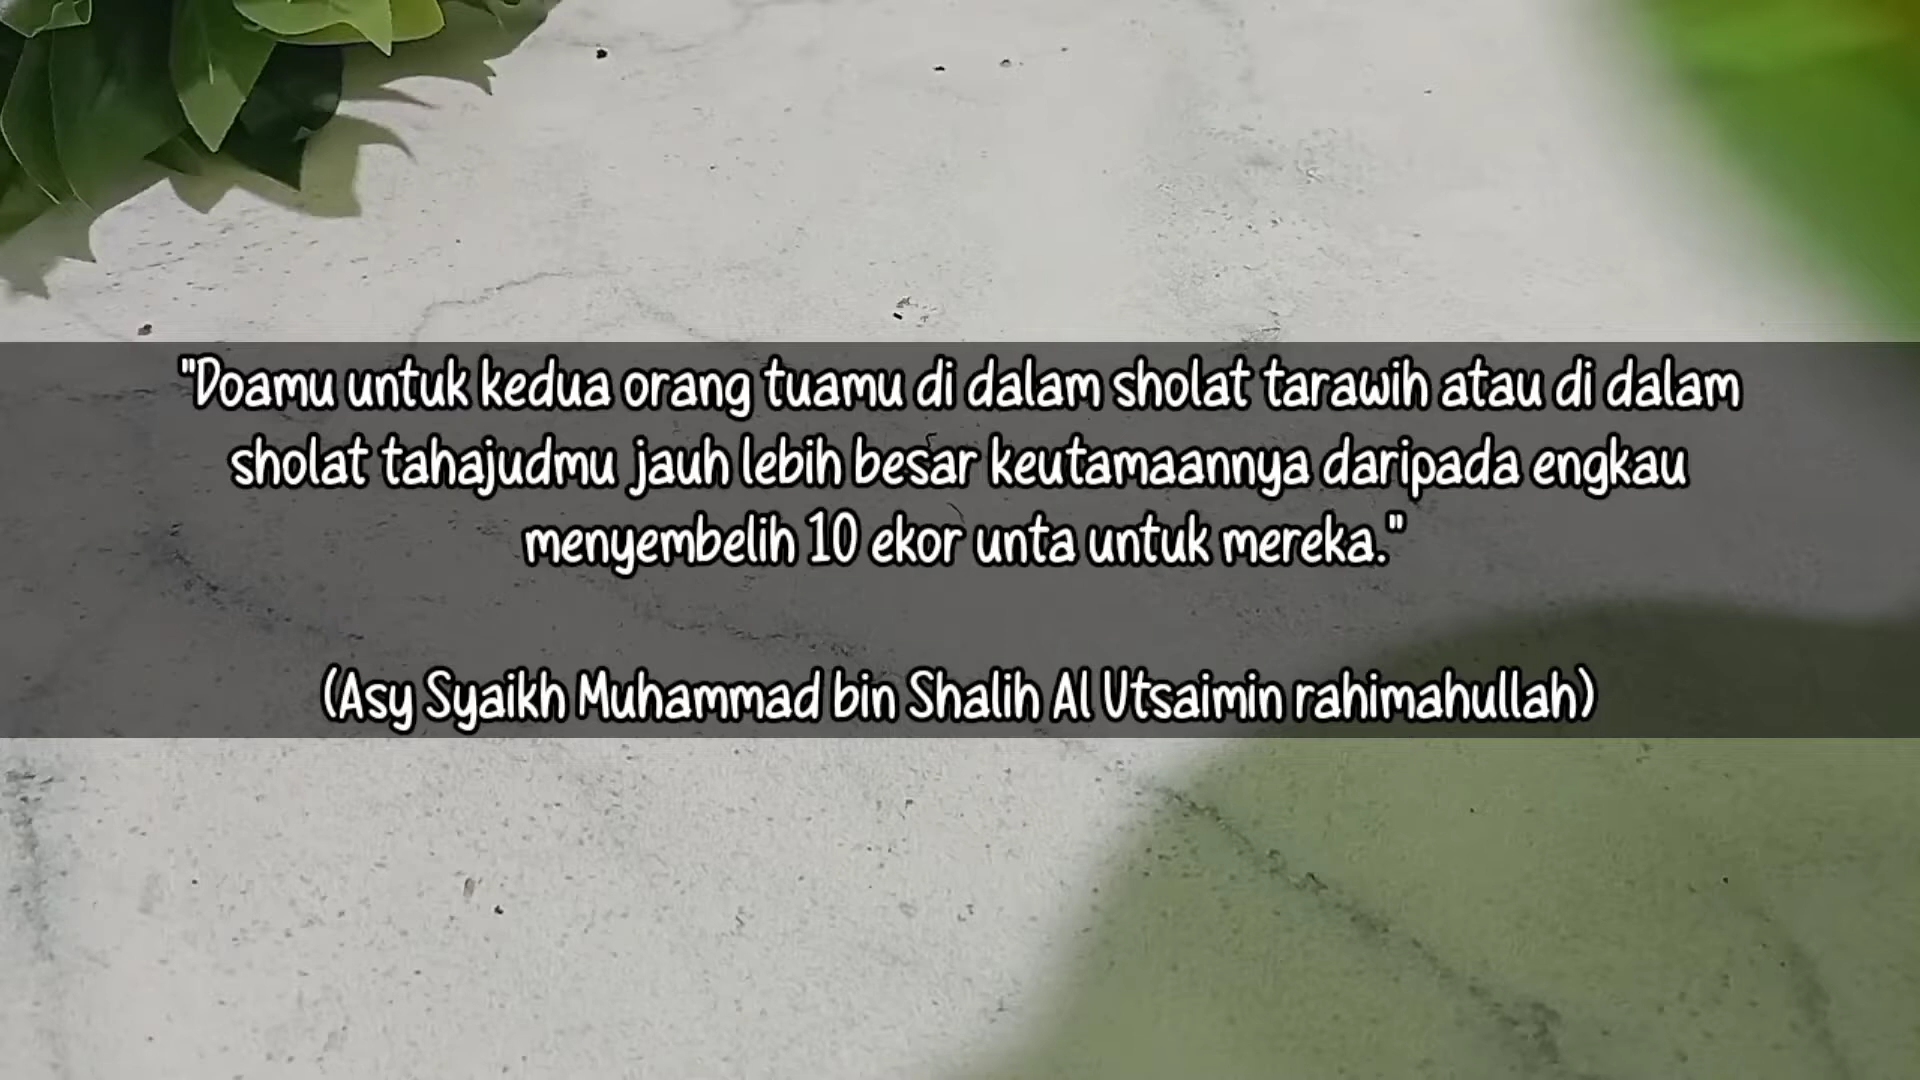 "Doamu untuk kedua orang tuamu di dalam sholat tarawih atau di dalam
sholat tahajudmu jauh lebih besar keutamaannya daripada engkau
menyembelih 10 ekor unta untuk mereka."
(Asy Syaikh Muhammad bin Shalih Al Utsaimin rahimahullah)